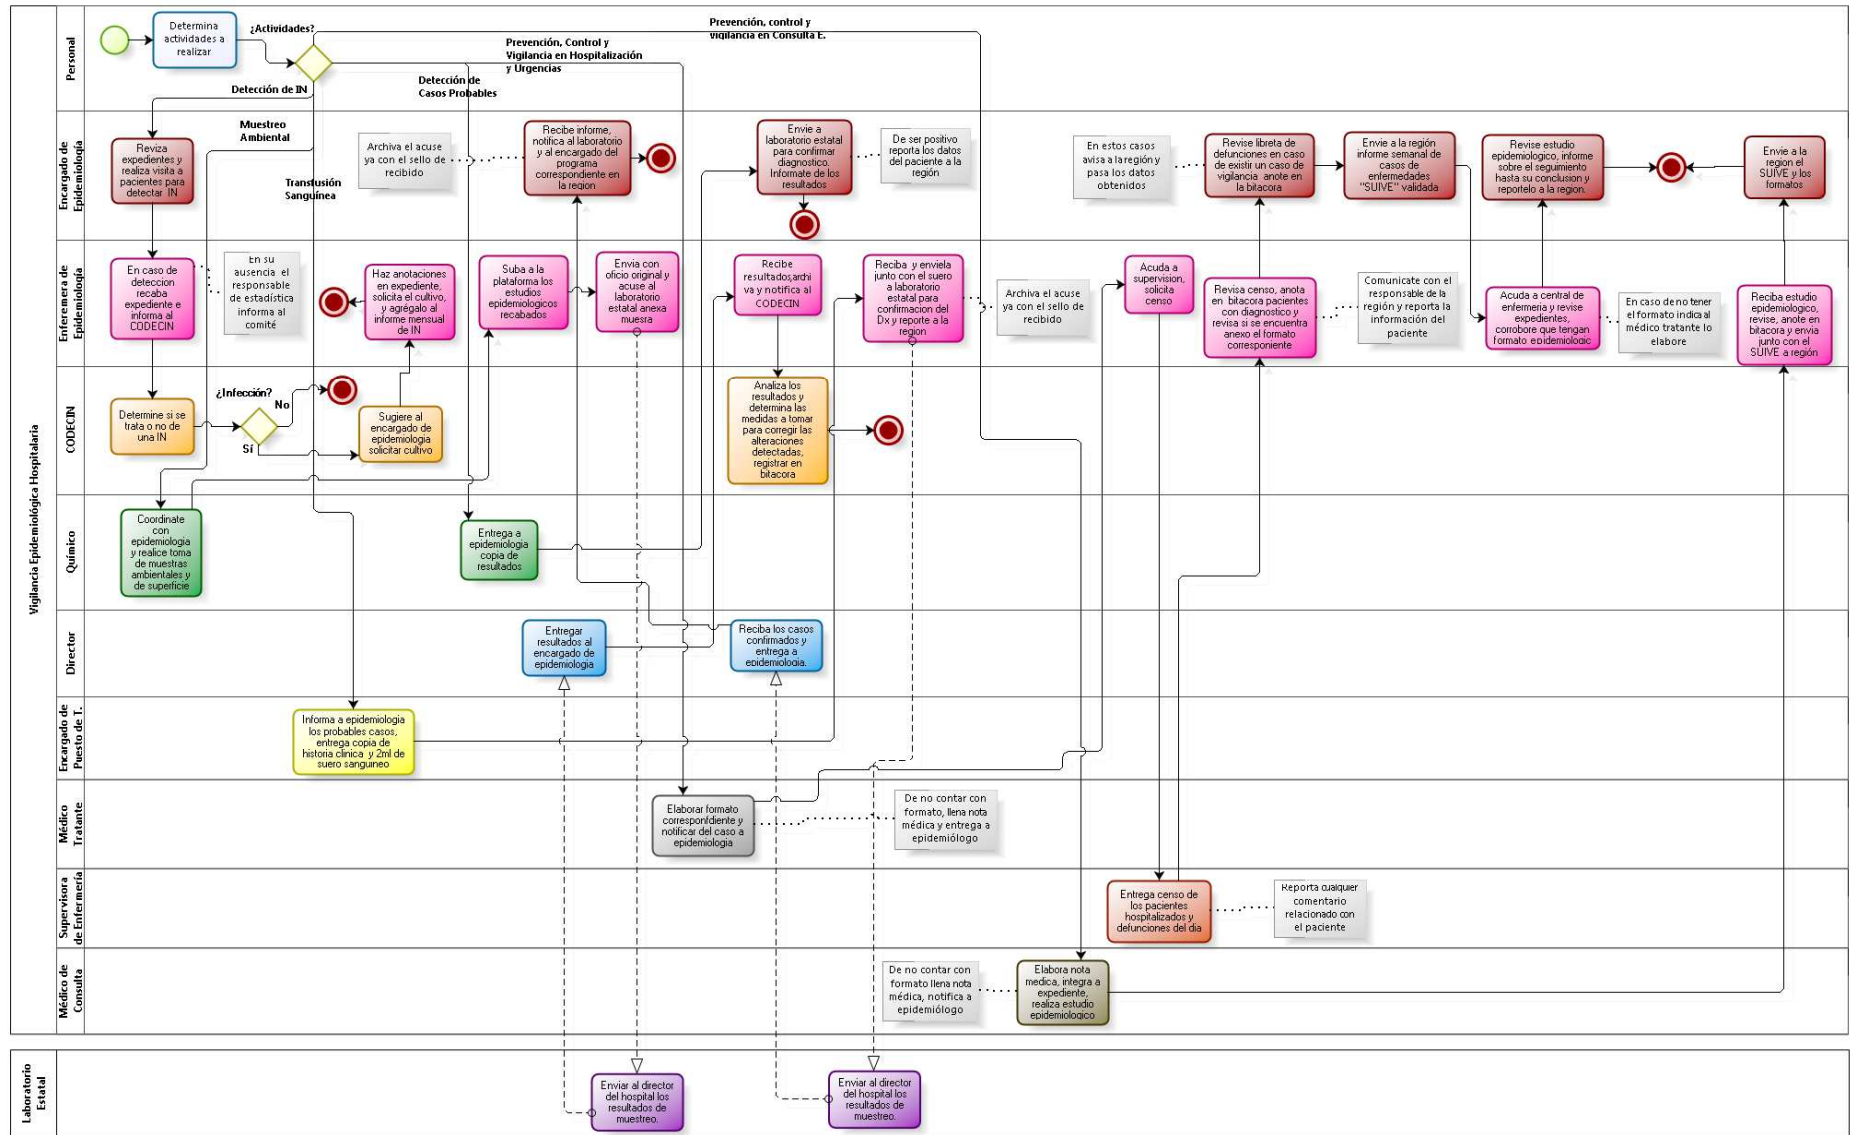 Vigilancia Epidemiológica Hospitalaria
Personal
Determina
actividades a
realizar
¿Actividades?
Prevención, control y
vigilancia en Consulta E.
Prevención, Control y
Vigilancia en Hospitalización
y Urgencias
Detección de
Casos Probables
Detección de IN
Muestreo
Ambiental
Transfusión
Sanguínea
Encargado de
Epidemiología
Reviza
expedientes y
realiza visita a
pacientes para
detectar IN
Archiva el acuse
ya con el sello de
recibido
Recibe informe,
notifica al laboratorio
y al encargado del
programa
correspondiente en
la region
Envie a
laboratorio estatal
para confirmar
diagnostico.
Informate de los
resultados
De ser positivo
reporta los datos
del paciente a la
región
En estos casos
avisa a la región y
pasa los datos
obtenidos
Revise libreta de
defunciones en caso
de existir un caso de
vigilancia anote en
la bitacora
Envie a la región
informe semanal de
casos de
enfermedades
"SUIVE" validada
Revise estudio
epidemiologico, informe
sobre el seguimiento
hasta su conclusion y
reportelo a la region.
Envie a la
region el
SUIVE y los
formatos
Enfermera de
Epidemiología
En caso de
deteccion
recaba
expediente e
informa al
CODECIN
En su
ausencia el
responsable
de estadística
informa al
comité
Haz anotaciones
en expediente,
solicita el cultivo,
y agrégalo al
informe mensual
de IN
Suba a la
plataforma los
estudios
epidemiologicos
recabados
Envia con
oficio original y
acuse al
laboratorio
estatal anexa
muesra
Recibe
resultados,archi
va y notifica al
CODECIN
Reciba y enviela
junto con el suero
a laboratorio
estatal para
confirmacion del
Dx y reporte a la
region
Archiva el acuse
ya con el sello de
recibido
Acuda a
supervision,
solicita
censo
Revisa censo, anota
en bitacora pacientes
con diagnostico y
revisa si se encuentra
anexo el formato
corresponiente
Comunicate con el
responsable de la
región y reporta la
información del
paciente
Acuda a central de
enfermeria y revise
expedientes,
corrobore que tengan
formato epidemiologic
En caso de no tener
el formato indica al
médico tratante lo
elabore
Reciba estudio
epidemiologico,
revise, anote en
bitacora y envia
junto con el
SUIVE a región
CODECIN
Determine si se
trata o no de
una IN
¿Infección?
No
Sí
Sugiere al
encargado de
epidemiologia
solicitar cultivo
Analiza los
resultados y
determina las
medidas a tomar
para corregir las
alteraciones
detectadas,
registrar en
bitacora
Químico
Coordinate
con
epidemiologia
y realice toma
de muestras
ambientales y
de superficie
Entrega a
epidemiologia
copia de
resultados
Director
Entregar
resultados al
encargado de
epidemiologia
Reciba los casos
confirmados y
entrega a
epidemiologia.
Encargado de
Puesto de T.
Informa a epidemiologia
los probables casos,
entrega copia de
historia clinica y 2ml de
suero sanguineo
Médico
Tratante
Elaborar formato
corresponfdiente y
notificar del caso a
epidemiologia
De no contar con
formato, llena nota
médica y entrega a
epidemiólogo
Supervisora
de Enfermería
Entrega censo de
los pacientes
hospitalizados y
defunciones del dia
Reporta cualquier
comentario
relacionado con
el paciente
Médico de
Consulta
De no contar con
formato llena nota
médica, notifica a
epidemiólogo
Elabora nota
medica, integra a
expediente,
realiza estudio
epidemiologico
Laboratorio
Estatal
Enviar al director
del hospital los
resultados de
muestreo.
Enviar al director
del hospital los
resultados de
muestreo.